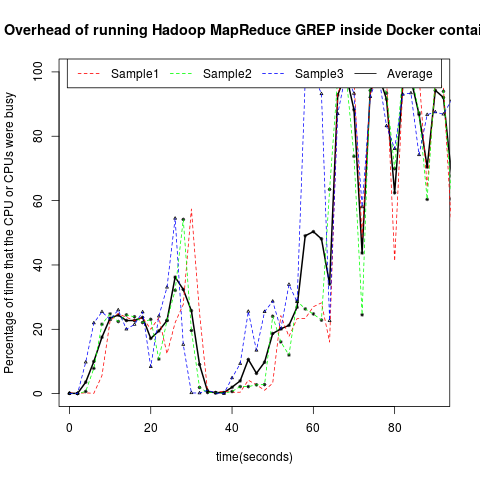 Overhead of running Hadoop MapReduce GREP inside Docker contai
Sample1 Sample2 Sample3 Average
Percentage of time that the CPU or CPUs were busy
100
80
60
40
20
0
0 20 40 60 80
time(seconds)